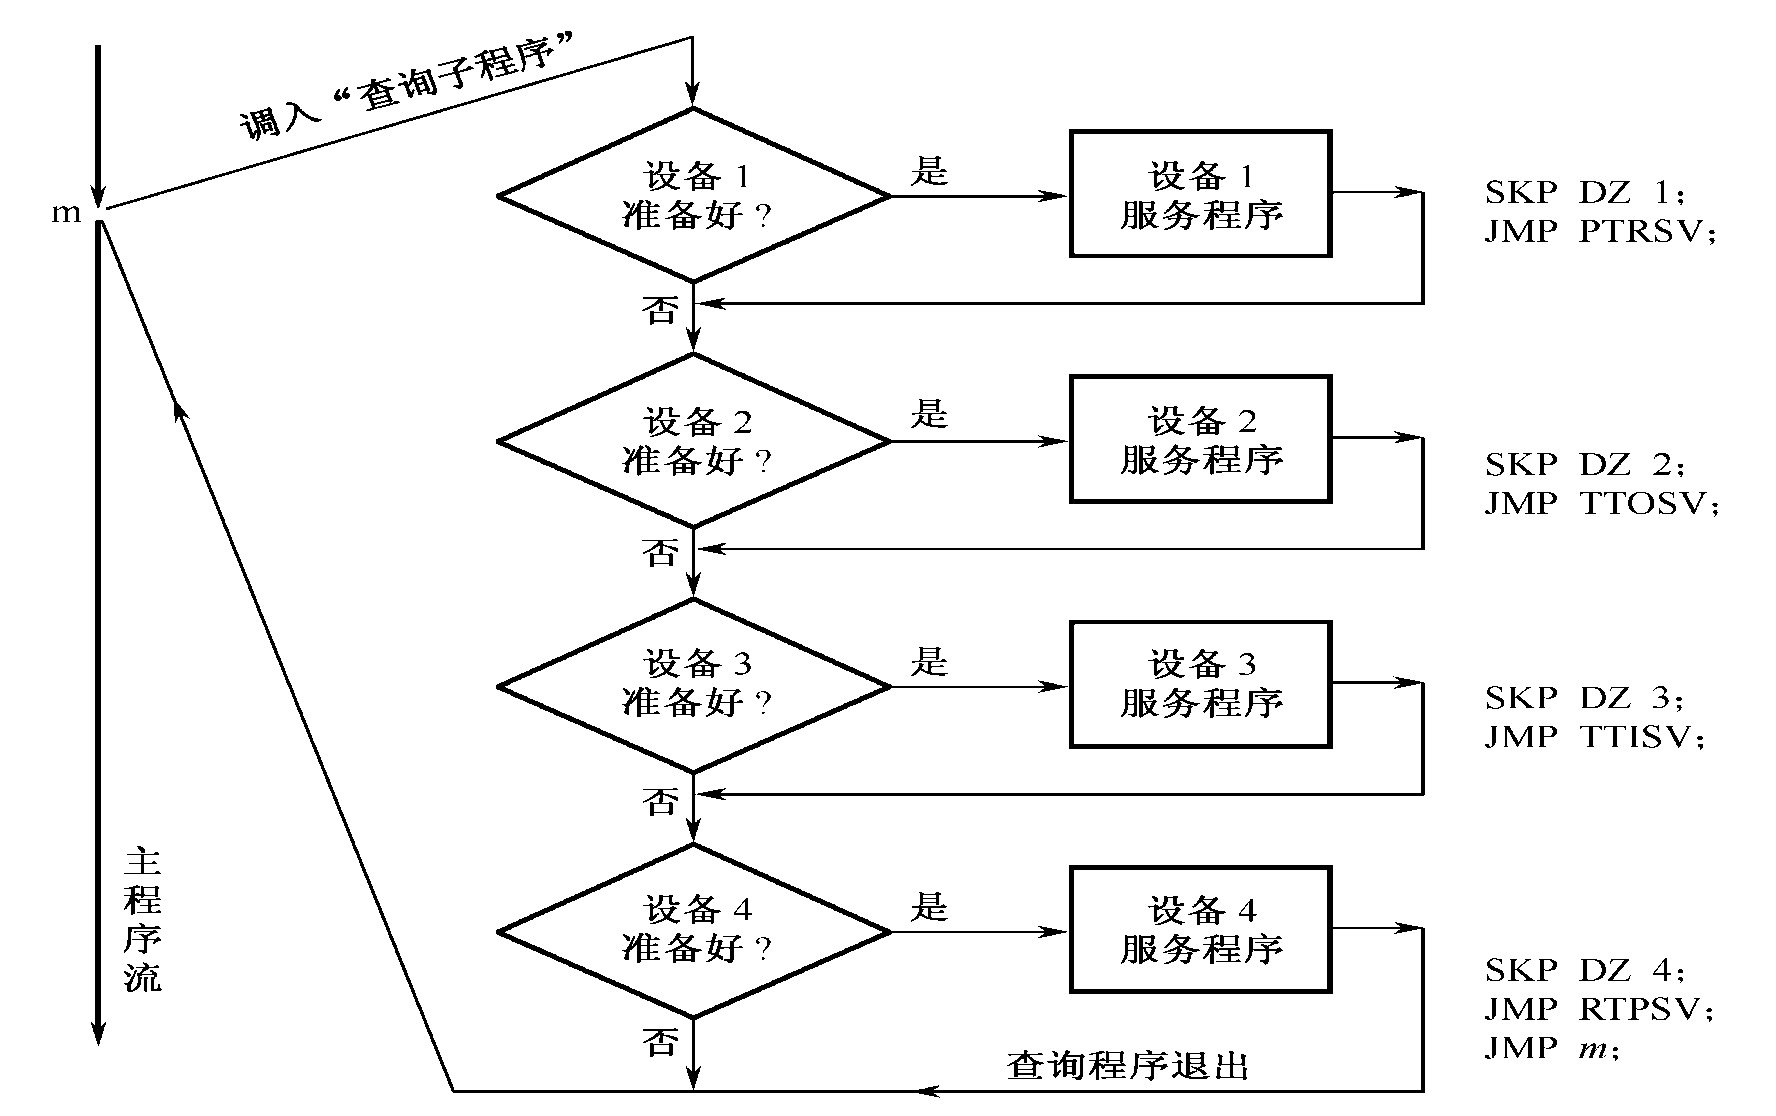 调入“查询子程序”
m
设备 1
准备好?
是
设备 1
服务程序
SKP DZ 1;
JMP PTRSV;
否
设备 2
准备好?
是
设备 2
服务程序
SKP DZ 2;
JMP TTOSV;
否
设备 3
准备好?
是
设备 3
服务程序
SKP DZ 3;
JMP TTISV;
否
设备 4
准备好?
是
设备 4
服务程序
SKP DZ 4;
JMP RTPSV;
JMP m;
否
查询程序退出
主程序流